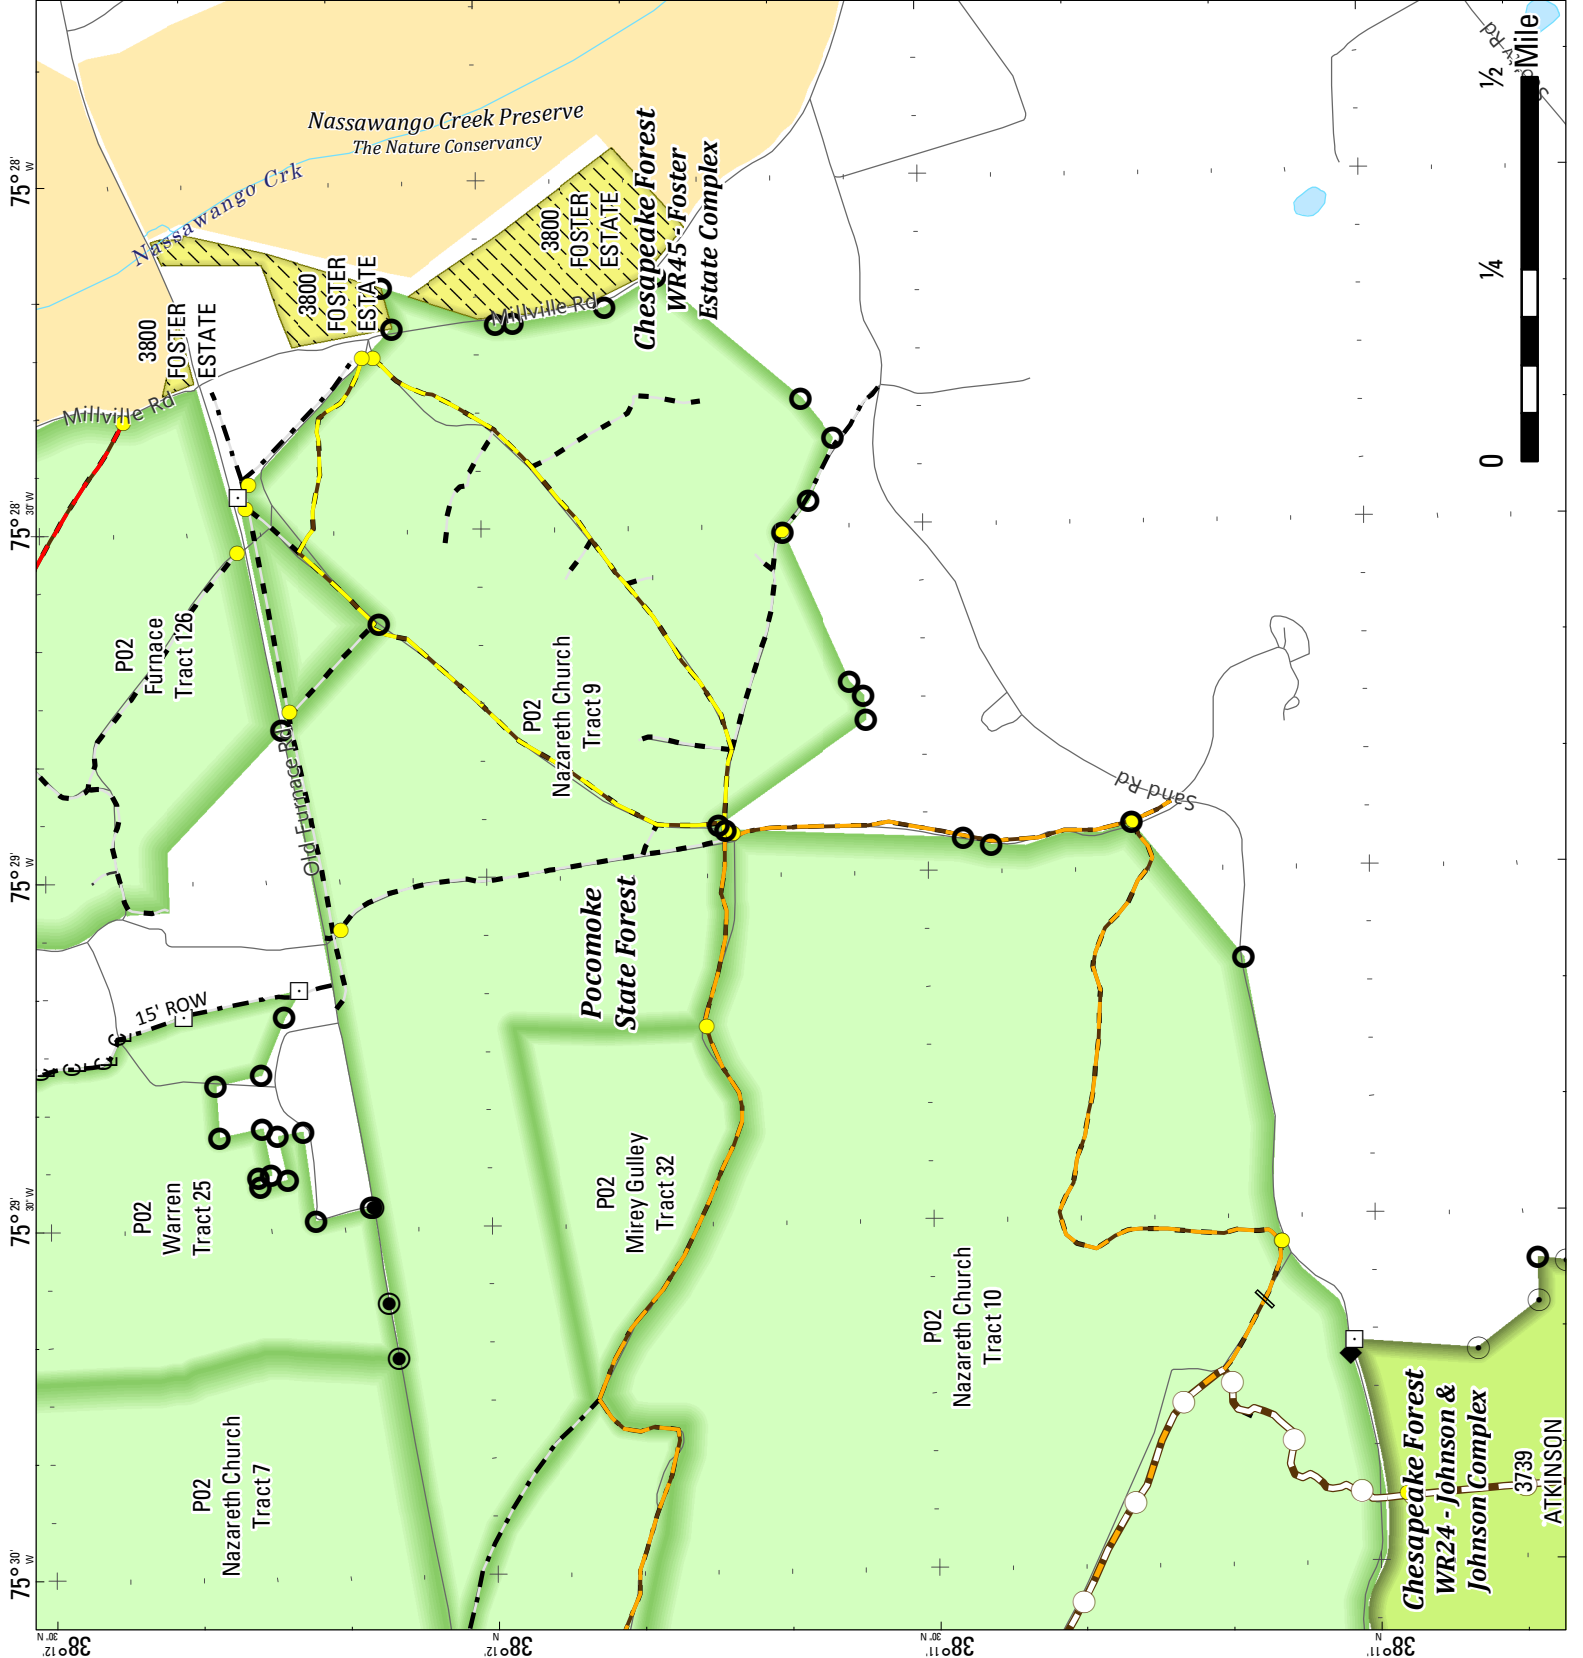 75°28'
W
75°28'
30" W
75°29'
W
75°29'
30" W
75°30'
W
38°12'
30" N
38°12'
N
38°11'
30" N
38°11'
N
Nassawango Creek Preserve
The Nature Conservancy
Nassawango Crk
3800
FOSTER
ESTATE
3800
FOSTER
ESTATE
3800
FOSTER
ESTATE
Chesapeake Forest
WR45 - Foster
Estate Complex
Millville Rd
Millville Rd
P02
Furnace
Tract 126
P02
Nazareth Church
Tract 9
Old Furnace Rd
Pocomoke
State Forest
15' ROW
P02
Warren
Tract 25
P02
Mirey Gulley
Tract 32
P02
Nazareth Church
Tract 10
P02
Nazareth Church
Tract 7
Sand Rd
Chesapeake Forest
WR24 - Johnson &
Johnson Complex
3739
ATKINSON
0
¼
½
Mile
Rd